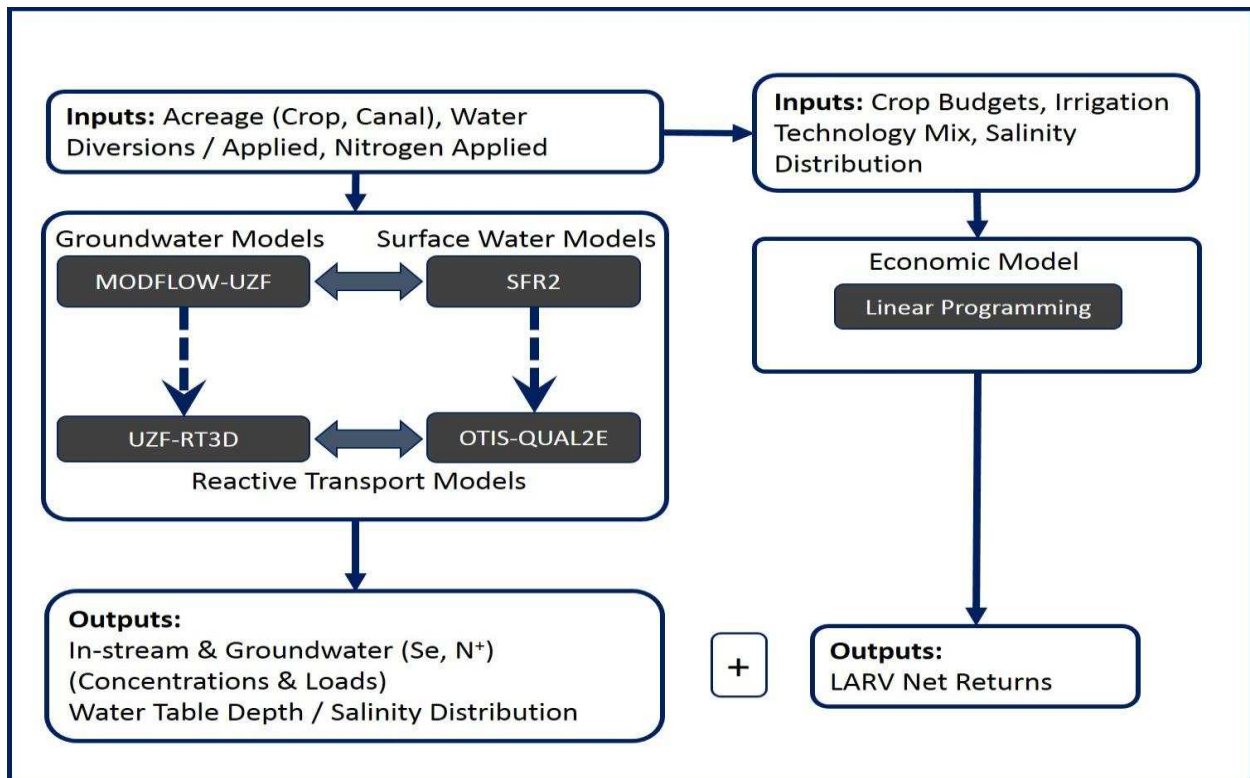 Inputs: Acreage (Crop, Canal), Water
Diversions / Applied, Nitrogen Applied
Inputs: Crop Budgets, Irrigation
Technology Mix, Salinity
Distribution
Groundwater Models
Surface Water Models
MODFLOW-UZF
SFR2
UZF-RT3D
OTIS-QUAL2E
Reactive Transport Models
Economic Model
Linear Programming
Outputs:
In-stream & Groundwater (Se, N⁺)
(Concentrations & Loads)
Water Table Depth / Salinity Distribution
+
Outputs:
LARV Net Returns